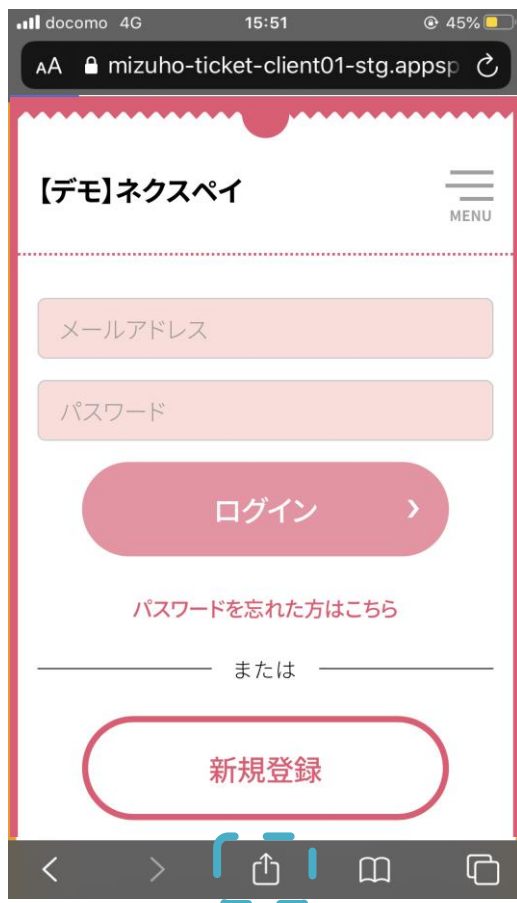 docomo 4G 15:51 45%
AA mizuho-ticket-client01-stg.appsp
【デモ】ネクスペイ
MENU
メールアドレス
パスワード
ログイン
パスワードを忘れた方はこちら
または
新規登録